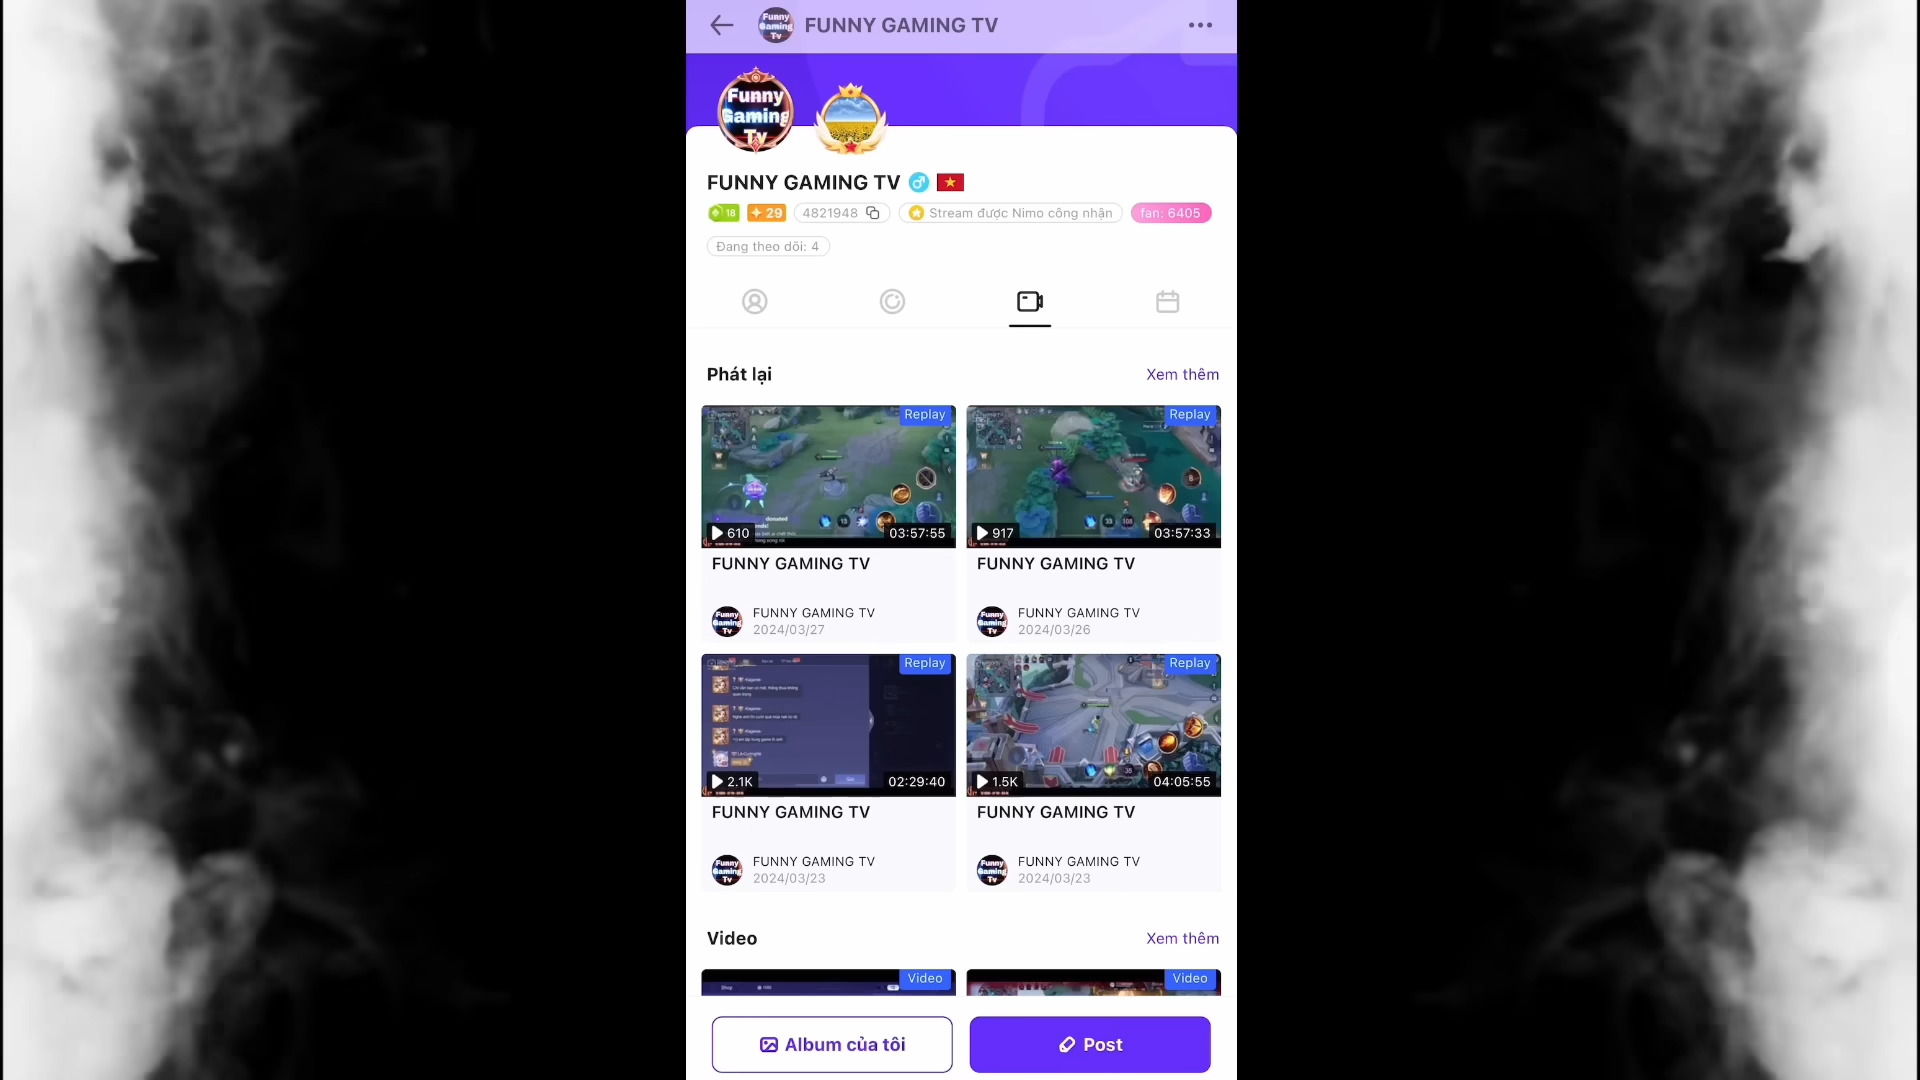 FUNNY GAMING TV
Funny
Gaming
Tv
FUNNY GAMING TV
18
29
4821948
Stream được Nimo công nhận
fan: 6405
Đang theo dõi: 4
Phát lại
Xem thêm
Replay
Replay
610
03:57:55
917
03:57:33
FUNNY GAMING TV
FUNNY GAMING TV
FUNNY GAMING TV
2024/03/27
FUNNY GAMING TV
2024/03/26
Replay
Replay
2.1K
02:29:40
1.5K
04:05:55
FUNNY GAMING TV
FUNNY GAMING TV
FUNNY GAMING TV
2024/03/23
FUNNY GAMING TV
2024/03/23
Video
Xem thêm
Video
Video
Album của tôi
Post